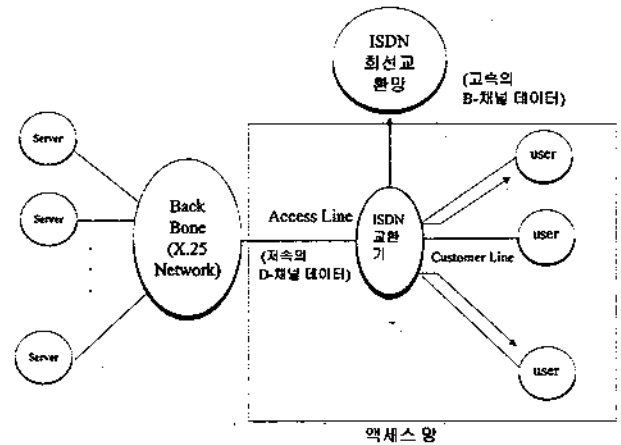 ISDN
회선교
환망
(고속의
B-채널 데이터)
Server
Server
Server
Back
Bone
(X.25
Network)
Access Line
(저속의
D-채널 데이터)
ISDN
교환
기
user
user
Customer Line
user
액세스 망